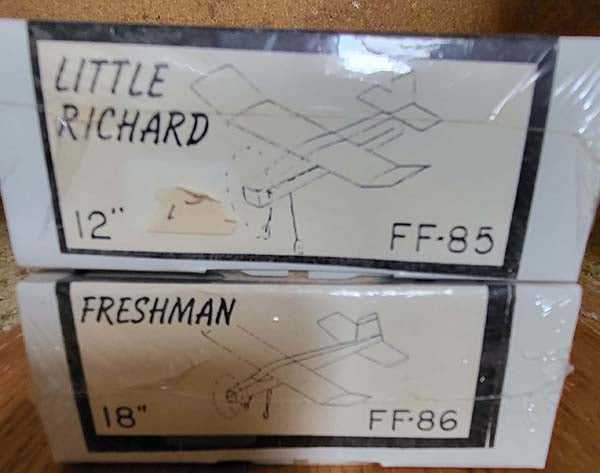 LITTLE
RICHARD
12"
FF-85
FRESHMAN
18"
FF-86